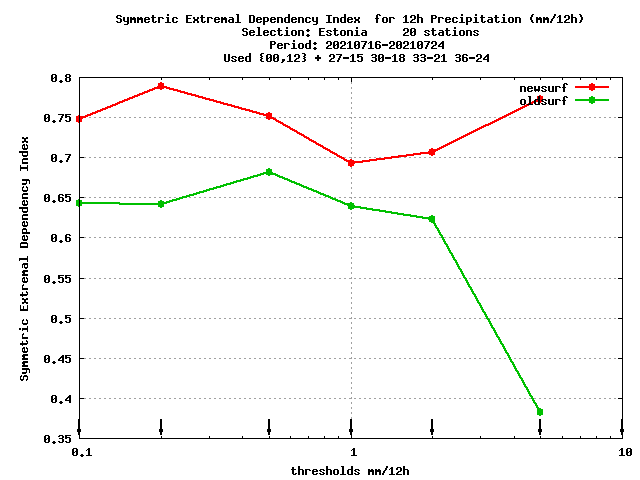 Symmetric Extremal Dependency Index  for 12h Precipitation (mm/12h)
Selection: Estonia     20 stations
Period: 20210716-20210724
Used {00,12} + 27-15 30-18 33-21 36-24
newsurf
oldsurf
Symmetric Extremal Dependency Index
0.8
0.75
0.7
0.65
0.6
0.55
0.5
0.45
0.4
0.35
0.1
1
10
thresholds mm/12h